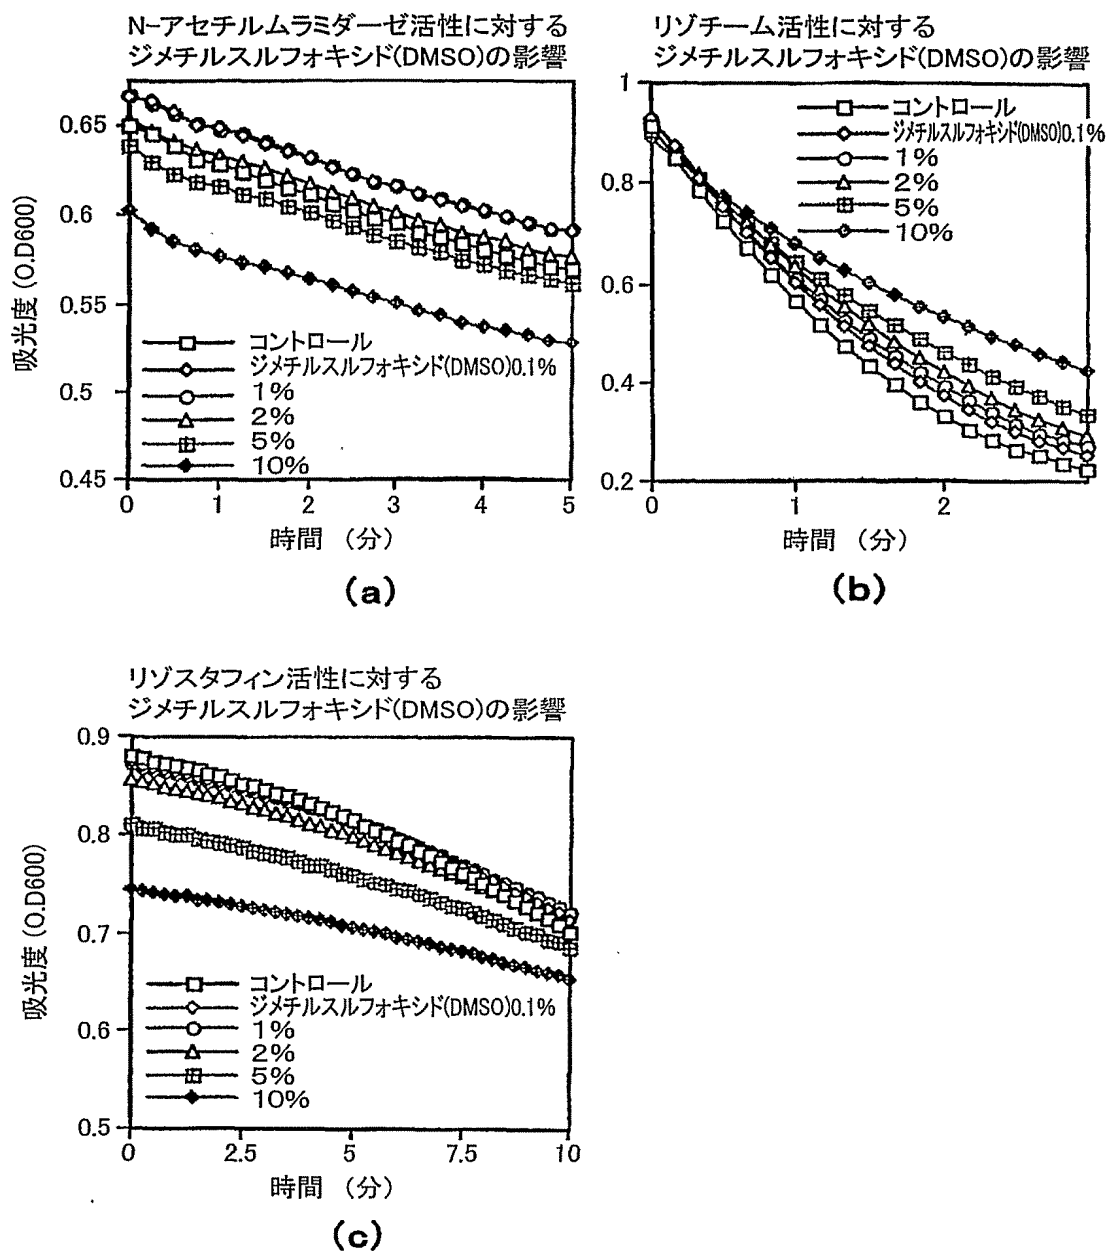 N-アセチルムラミダーゼ活性に対する
ジメチルスルフォキシド(DMSO)の影響
吸光度(O.D600)
0.65
0.6
0.55
0.5
0.45
コントロール
ジメチルスルフォキシド(DMSO)0.1%
1%
2%
5%
10%
0 1 2 3 4 5
時間 (分)
(a)
リゾチーム活性に対する
ジメチルスルフォキシド(DMSO)の影響
1
0.8
0.6
0.4
0.2
コントロール
ジメチルスルフォキシド(DMSO)0.1%
1%
2%
5%
10%
0 1 2
時間 (分)
(b)
リゾスタフィン活性に対する
ジメチルスルフォキシド(DMSO)の影響
吸光度(O.D600)
0.9
0.8
0.7
0.6
0.5
コントロール
ジメチルスルフォキシド(DMSO)0.1%
1%
2%
5%
10%
0 2.5 5 7.5 10
時間 (分)
(c)